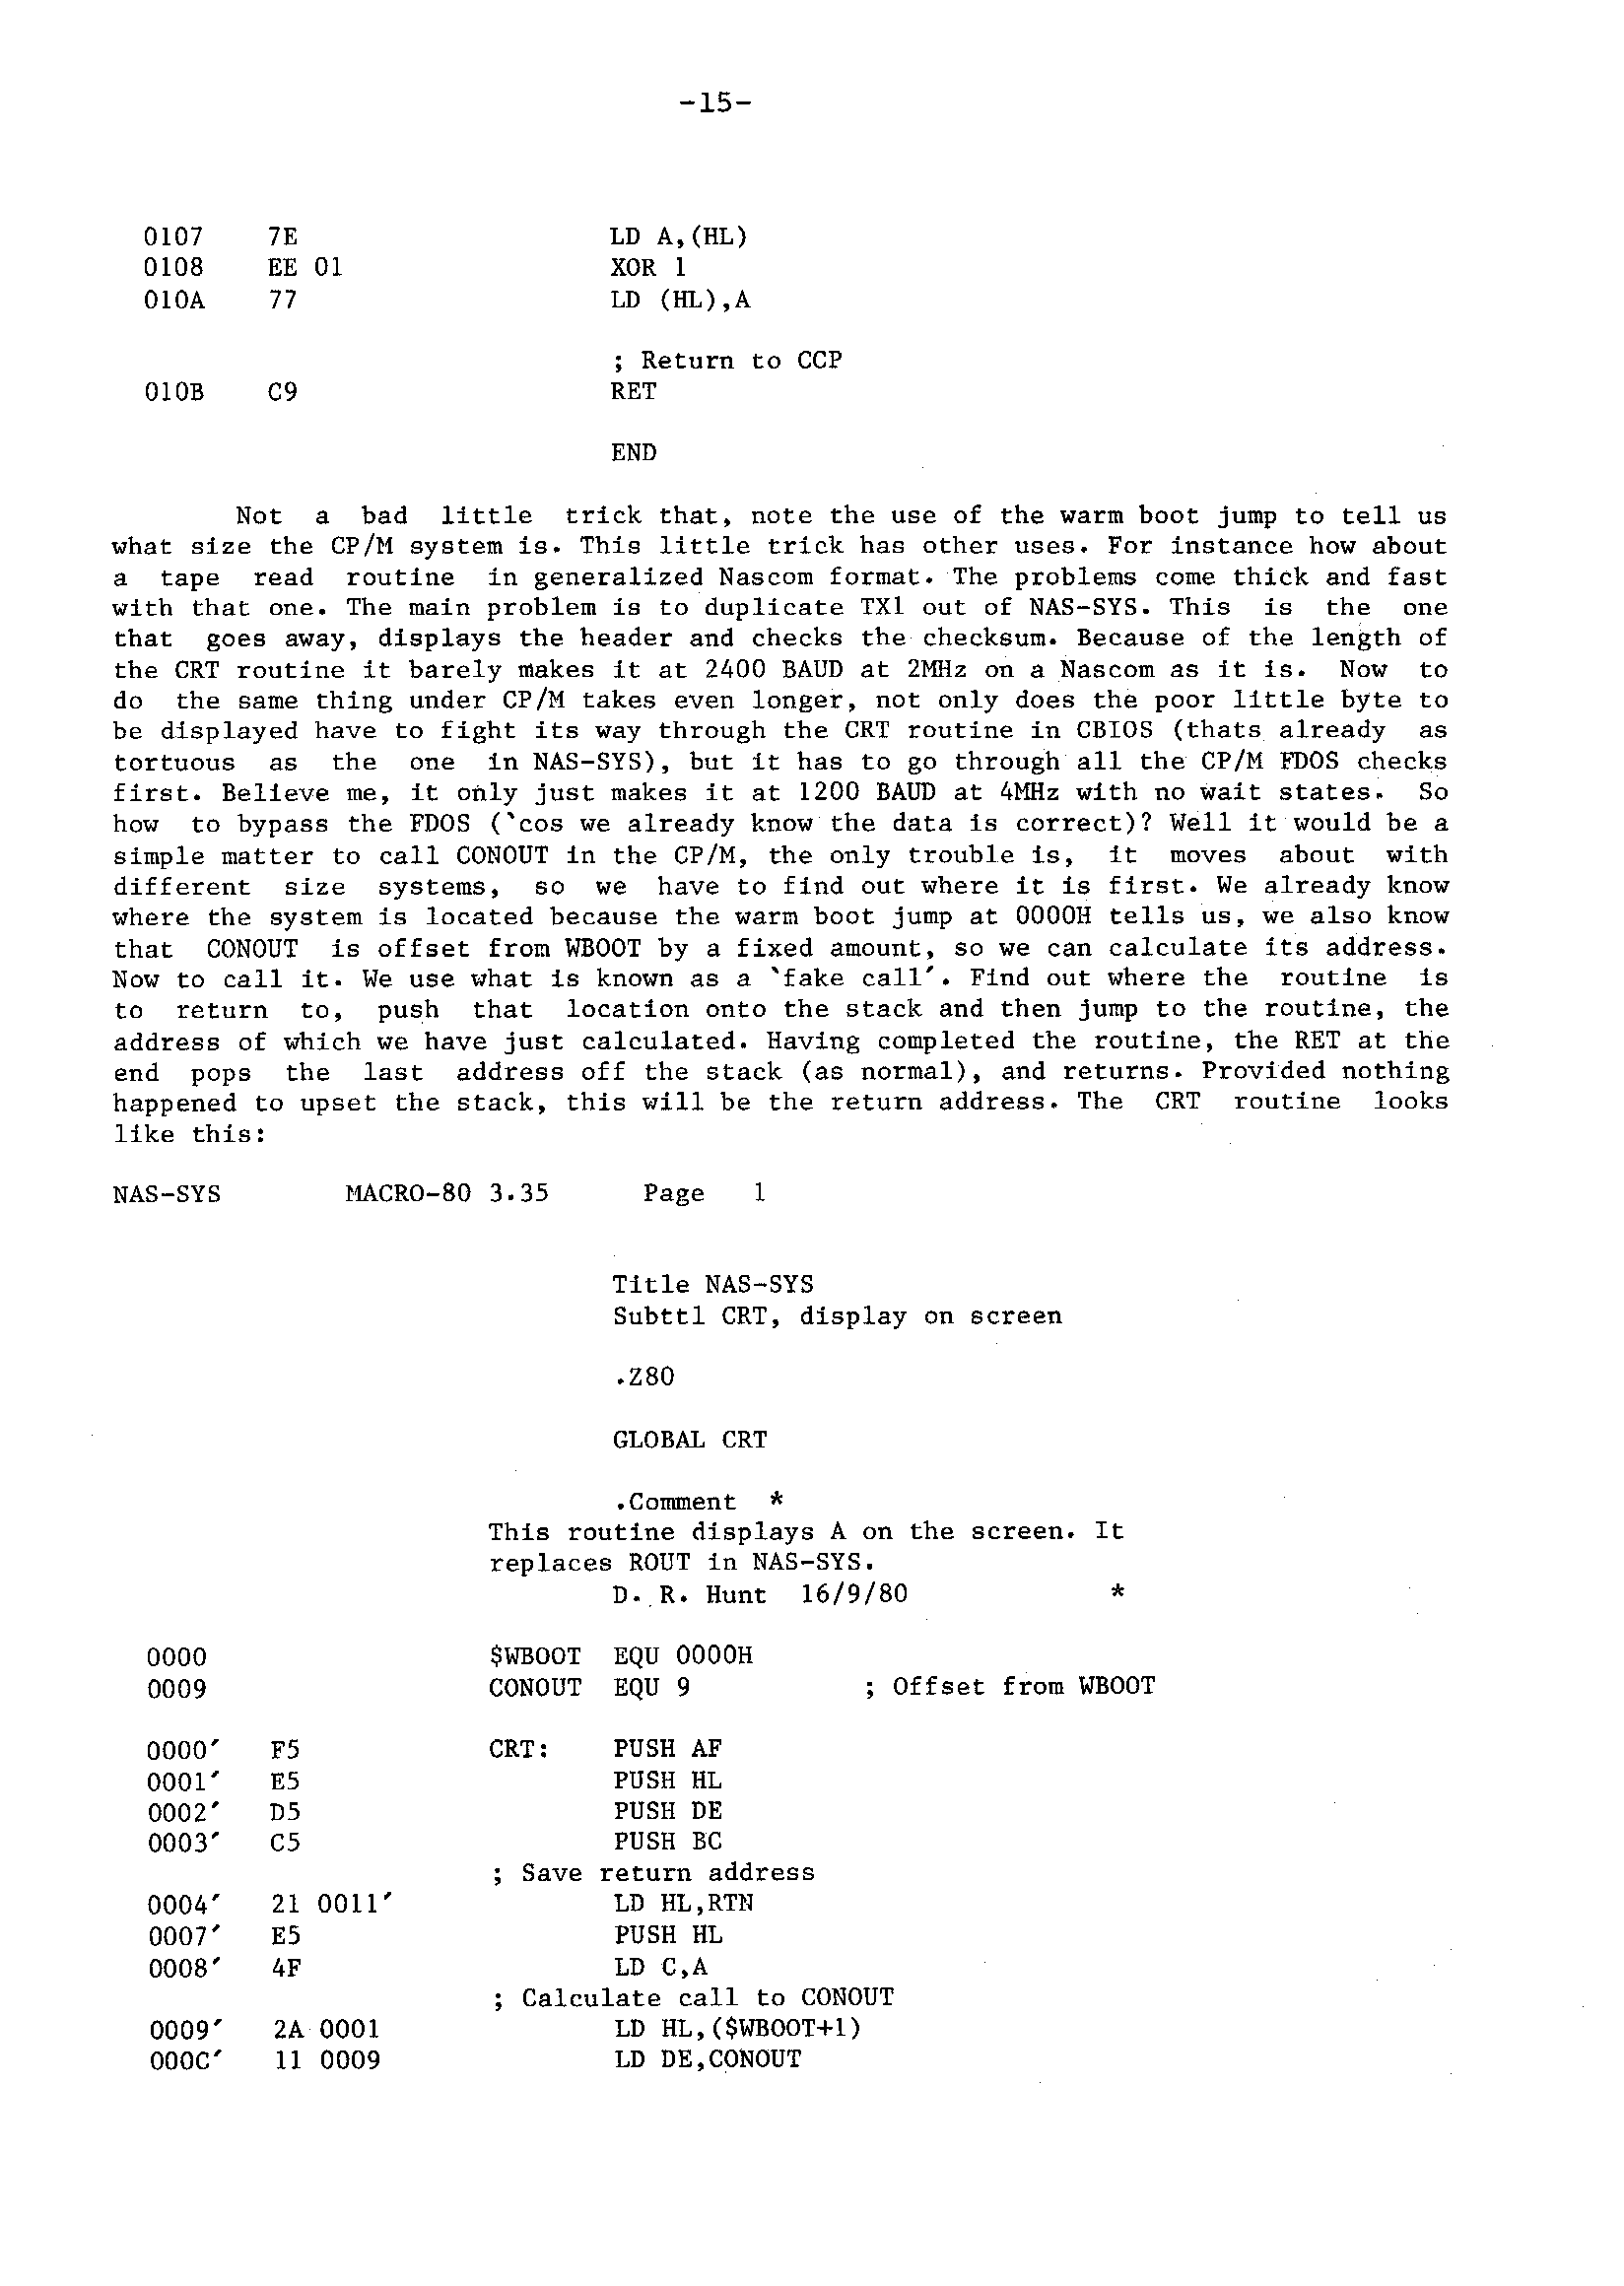 -15-
0107 7E LD A,(HL)
0108 EE 01 XOR 1
010A 77 LD (HL),A
; Return to CCP
010B C9 RET
END
Not a bad little trick that, note the use of the warm boot jump to tell us
what size the CP/M system is. This little trick has other uses. For instance how about
a tape read routine in generalized Nascom format. The problems come thick and fast
with that one. The main problem is to duplicate TX1 out of NAS-SYS. This is the one
that goes away, displays the header and checks the checksum. Because of the length of
the CRT routine it barely makes it at 2400 BAUD at 2MHz on a Nascom as it is. Now to
do the same thing under CP/M takes even longer, not only does the poor little byte to
be displayed have to fight its way through the CRT routine in CBIOS (thats already as
tortuous as the one in NAS-SYS), but it has to go through all the CP/M FDOS checks
first. Believe me, it only just makes it at 1200 BAUD at 4MHz with no wait states. So
how to bypass the FDOS (`cos we already know the data is correct)? Well it would be a
simple matter to call CONOUT in the CP/M, the only trouble is, it moves about with
different size systems, so we have to find out where it is first. We already know
where the system is located because the warm boot jump at 0000H tells us, we also know
that CONOUT is offset from WBOOT by a fixed amount, so we can calculate its address.
Now to call it. We use what is known as a `fake call'. Find out where the routine is
to return to, push that location onto the stack and then jump to the routine, the
address of which we have just calculated. Having completed the routine, the RET at the
end pops the last address off the stack (as normal), and returns. Provided nothing
happened to upset the stack, this will be the return address. The CRT routine looks
like this:
NAS-SYS MACRO-80 3.35 Page 1
Title NAS-SYS
Subttl CRT, display on screen
.Z80
GLOBAL CRT
.Comment *
This routine displays A on the screen. It
replaces ROUT in NAS-SYS.
D. R. Hunt 16/9/80 *
0000 $WBOOT EQU 0000H
0009 CONOUT EQU 9 ; Offset from WBOOT
0000' F5 CRT: PUSH AF
0001' E5 PUSH HL
0002' D5 PUSH DE
0003' C5 PUSH BC
; Save return address
0004' 21 0011' LD HL,RTN
0007' E5 PUSH HL
0008' 4F LD C,A
; Calculate call to CONOUT
0009' 2A 0001 LD HL,($WBOOT+1)
000C' 11 0009 LD DE,CONOUT